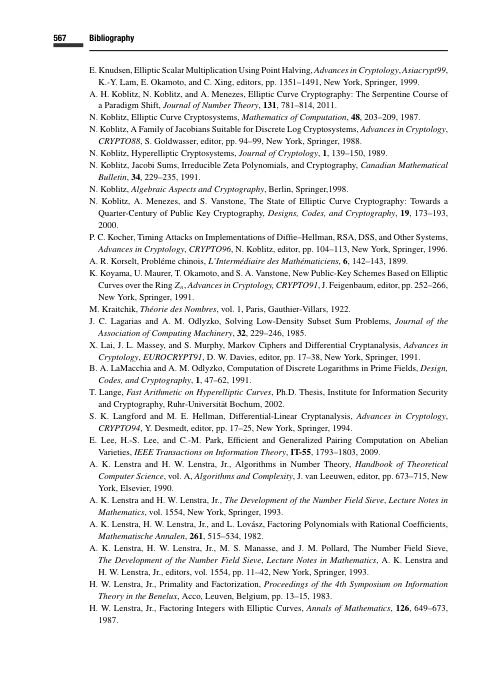 567 Bibliography
E. Knudsen, Elliptic Scalar Multiplication Using Point Halving, Advances in Cryptology, Asiacrypt99,
K.-Y. Lam, E. Okamoto, and C. Xing, editors, pp. 1351–1491, New York, Springer, 1999.
A. H. Koblitz, N. Koblitz, and A. Menezes, Elliptic Curve Cryptography: The Serpentine Course of
a Paradigm Shift, Journal of Number Theory, 131, 781–814, 2011.
N. Koblitz, Elliptic Curve Cryptosystems, Mathematics of Computation, 48, 203–209, 1987.
N. Koblitz, A Family of Jacobians Suitable for Discrete Log Cryptosystems, Advances in Cryptology,
CRYPTO88, S. Goldwasser, editor, pp. 94–99, New York, Springer, 1988.
N. Koblitz, Hyperelliptic Cryptosystems, Journal of Cryptology, 1, 139–150, 1989.
N. Koblitz, Jacobi Sums, Irreducible Zeta Polynomials, and Cryptography, Canadian Mathematical
Bulletin, 34, 229–235, 1991.
N. Koblitz, Algebraic Aspects and Cryptography, Berlin, Springer,1998.
N. Koblitz, A. Menezes, and S. Vanstone, The State of Elliptic Curve Cryptography: Towards a
Quarter-Century of Public Key Cryptography, Designs, Codes, and Cryptography, 19, 173–193,
2000.
P. C. Kocher, Timing Attacks on Implementations of Diffie–Hellman, RSA, DSS, and Other Systems,
Advances in Cryptology, CRYPTO96, N. Koblitz, editor, pp. 104–113, New York, Springer, 1996.
A. R. Korselt, Probléme chinois, L'Intermédiaire des Mathématiciens, 6, 142–143, 1899.
K. Koyama, U. Maurer, T. Okamoto, and S. A. Vanstone, New Public-Key Schemes Based on Elliptic
Curves over the Ring Zn, Advances in Cryptology, CRYPTO91, J. Feigenbaum, editor, pp. 252–266,
New York, Springer, 1991.
M. Kraitchik, Théorie des Nombres, vol. 1, Paris, Gauthier-Villars, 1922.
J. C. Lagarias and A. M. Odlyzko, Solving Low-Density Subset Sum Problems, Journal of the
Association of Computing Machinery, 32, 229–246, 1985.
X. Lai, J. L. Massey, and S. Murphy, Markov Ciphers and Differential Cryptanalysis, Advances in
Cryptology, EUROCRYPT91, D. W. Davies, editor, pp. 17–38, New York, Springer, 1991.
B. A. LaMacchia and A. M. Odlyzko, Computation of Discrete Logarithms in Prime Fields, Design,
Codes, and Cryptography, 1, 47–62, 1991.
T. Lange, Fast Arithmetic on Hyperelliptic Curves, Ph.D. Thesis, Institute for Information Security
and Cryptography, Ruhr-Universität Bochum, 2002.
S. K. Langford and M. E. Hellman, Differential-Linear Cryptanalysis, Advances in Cryptology,
CRYPTO94, Y. Desmedt, editor, pp. 17–25, New York, Springer, 1994.
E. Lee, H.-S. Lee, and C.-M. Park, Efficient and Generalized Pairing Computation on Abelian
Varieties, IEEE Transactions on Information Theory, IT-55, 1793–1803, 2009.
A. K. Lenstra and H. W. Lenstra, Jr., Algorithms in Number Theory, Handbook of Theoretical
Computer Science, vol. A, Algorithms and Complexity, J. van Leeuwen, editor, pp. 673–715, New
York, Elsevier, 1990.
A. K. Lenstra and H. W. Lenstra, Jr., The Development of the Number Field Sieve, Lecture Notes in
Mathematics, vol. 1554, New York, Springer, 1993.
A. K. Lenstra, H. W. Lenstra, Jr., and L. Lovász, Factoring Polynomials with Rational Coefficients,
Mathematische Annalen, 261, 515–534, 1982.
A. K. Lenstra, H. W. Lenstra, Jr., M. S. Manasse, and J. M. Pollard, The Number Field Sieve,
The Development of the Number Field Sieve, Lecture Notes in Mathematics, A. K. Lenstra and
H. W. Lenstra, Jr., editors, vol. 1554, pp. 11–42, New York, Springer, 1993.
H. W. Lenstra, Jr., Primality and Factorization, Proceedings of the 4th Symposium on Information
Theory in the Benelux, Acco, Leuven, Belgium, pp. 13–15, 1983.
H. W. Lenstra, Jr., Factoring Integers with Elliptic Curves, Annals of Mathematics, 126, 649–673,
1987.